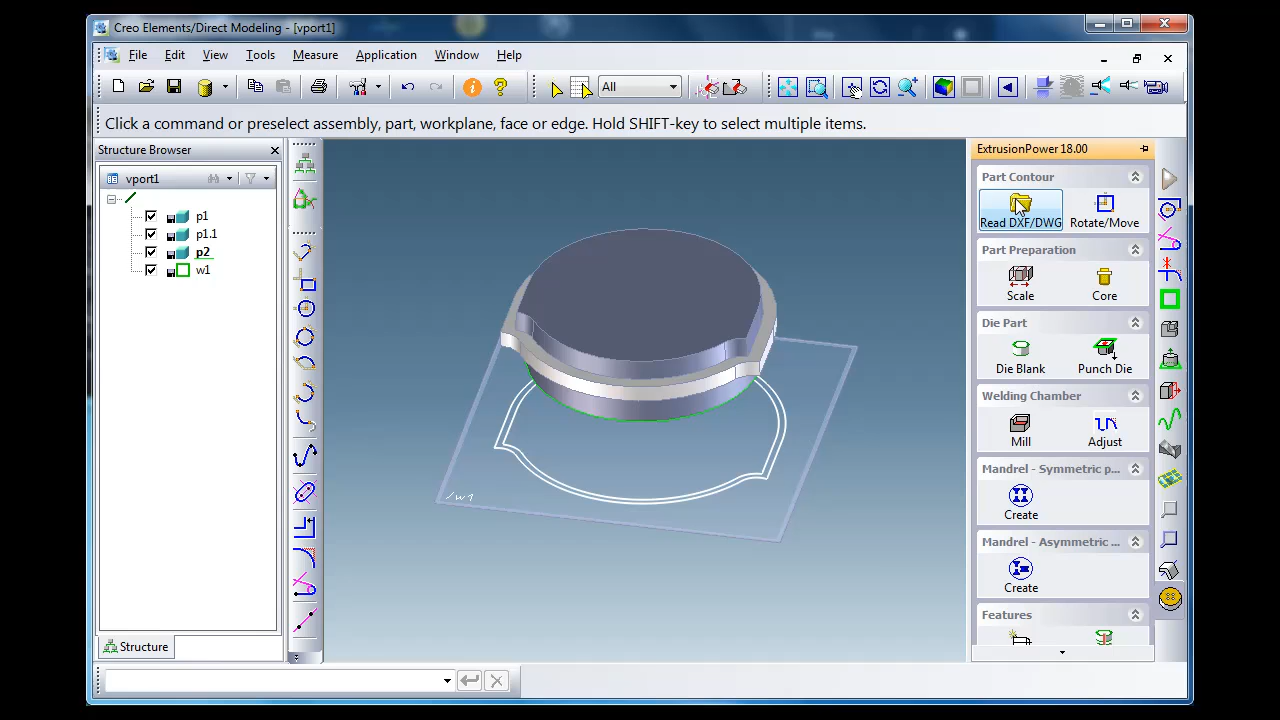 Creo Elements/Direct Modeling - [vport1]
File Edit View Tools Measure Application Window Help
All
Click a command or preselect assembly, part, workplane, face or edge. Hold SHIFT-key to select multiple items.
Structure Browser
vport1
p1
p1.1
p2
w1
Structure
w1
ExtrusionPower 18.00
Part Contour
Read DXF/DWG Rotate/Move
Part Preparation
Scale Core
Die Part
Die Blank Punch Die
Welding Chamber
Mill Adjust
Mandrel - Symmetric p...
Create
Mandrel - Asymmetric ...
Create
Features